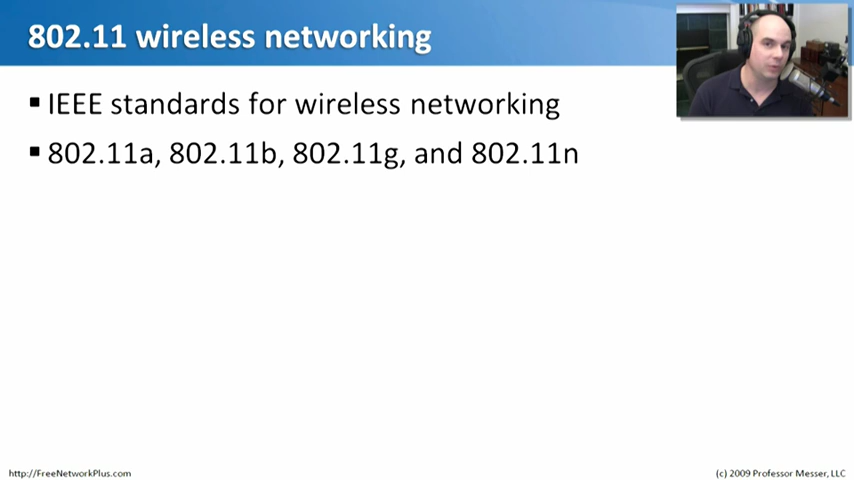 802.11 wireless networking
▪ IEEE standards for wireless networking
▪ 802.11a, 802.11b, 802.11g, and 802.11n
http://FreeNetworkPlus.com
(c) 2009 Professor Messer, LLC